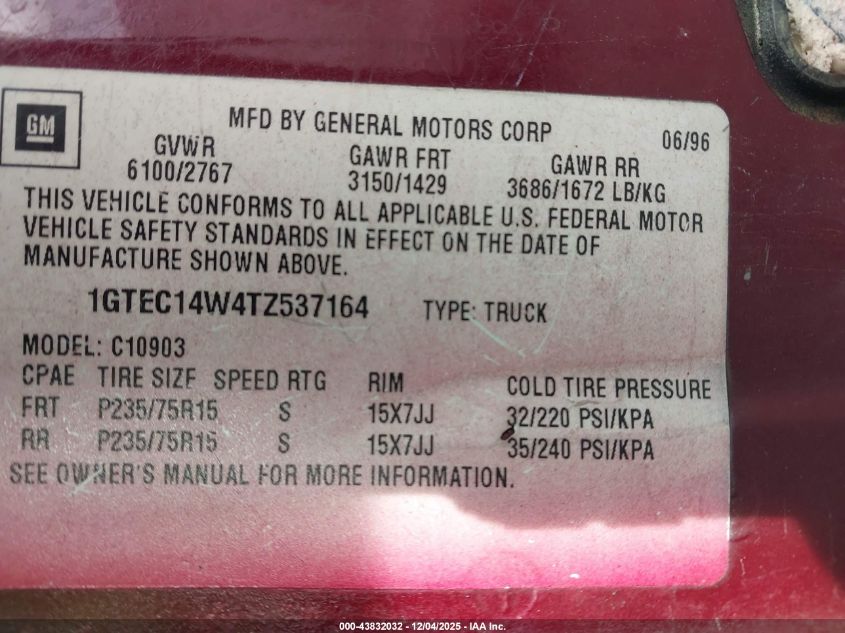 GM
MFD BY GENERAL MOTORS CORP 06/96
GVWR GAWR FRT GAWR RR
6100/2767 3150/1429 3686/1672 LB/KG
THIS VEHICLE CONFORMS TO ALL APPLICABLE U.S. FEDERAL MOTOR
VEHICLE SAFETY STANDARDS IN EFFECT ON THE DATE OF
MANUFACTURE SHOWN ABOVE.
1GTEC14W4TZ537164 TYPE: TRUCK
MODEL: C10903
CPAE TIRE SIZE SPEED RTG RIM COLD TIRE PRESSURE
FRT P235/75R15 S 15X7JJ 32/220 PSI/KPA
RR P235/75R15 S 15X7JJ 35/240 PSI/KPA
SEE OWNER'S MANUAL FOR MORE INFORMATION.
000-43832032 - 12/04/2025 - IAA Inc.